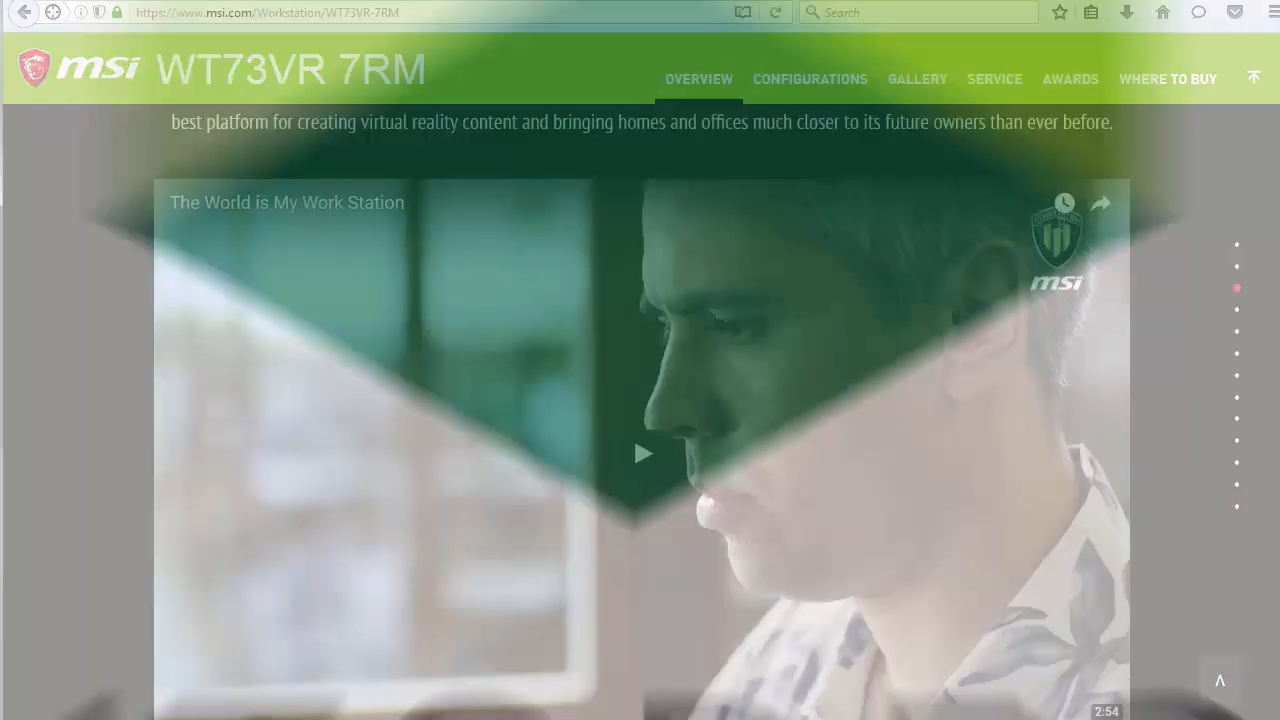 https://www.msi.com/Workstation/WT73VR-7RM
Search
msi WT73VR 7RM
OVERVIEW CONFIGURATIONS GALLERY SERVICE AWARDS WHERE TO BUY
best platform for creating virtual reality content and bringing homes and offices much closer to its future owners than ever before.
The World is My Work Station
msi
2:54